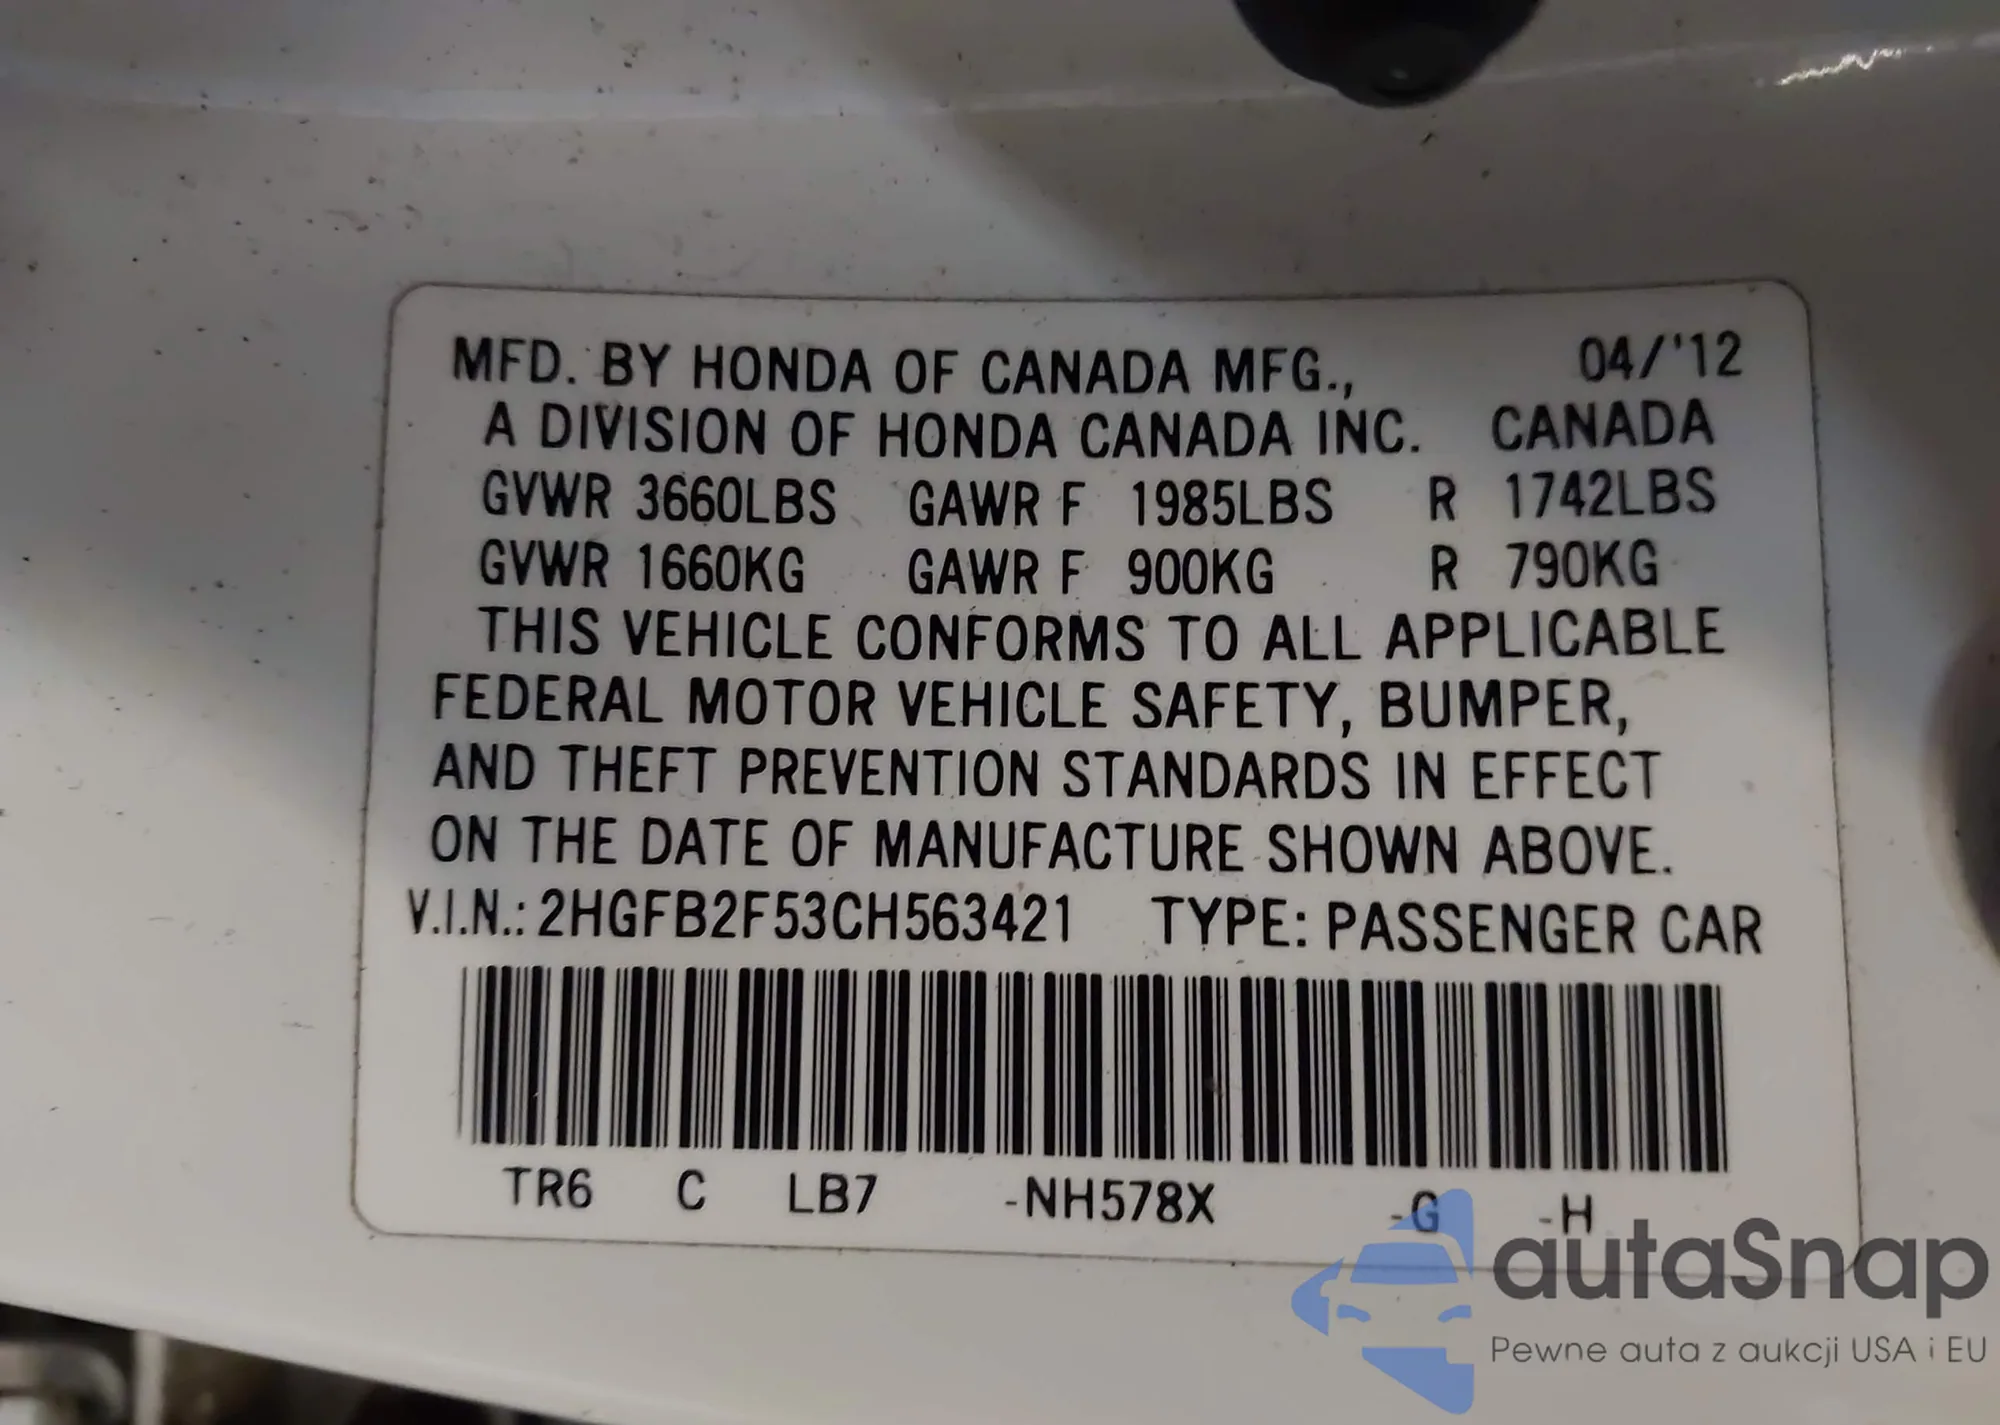 MFD. BY HONDA OF CANADA MFG., 04/'12
A DIVISION OF HONDA CANADA INC. CANADA
GVWR 3660LBS GAWR F 1985LBS R 1742LBS
GVWR 1660KG GAWR F 900KG R 790KG
THIS VEHICLE CONFORMS TO ALL APPLICABLE
FEDERAL MOTOR VEHICLE SAFETY, BUMPER,
AND THEFT PREVENTION STANDARDS IN EFFECT
ON THE DATE OF MANUFACTURE SHOWN ABOVE.
V.I.N.: 2HGFB2F53CH563421 TYPE: PASSENGER CAR
TR6 C LB7 -NH578X -G -H
autaSnap
Pewne auta z aukcji USA i EU